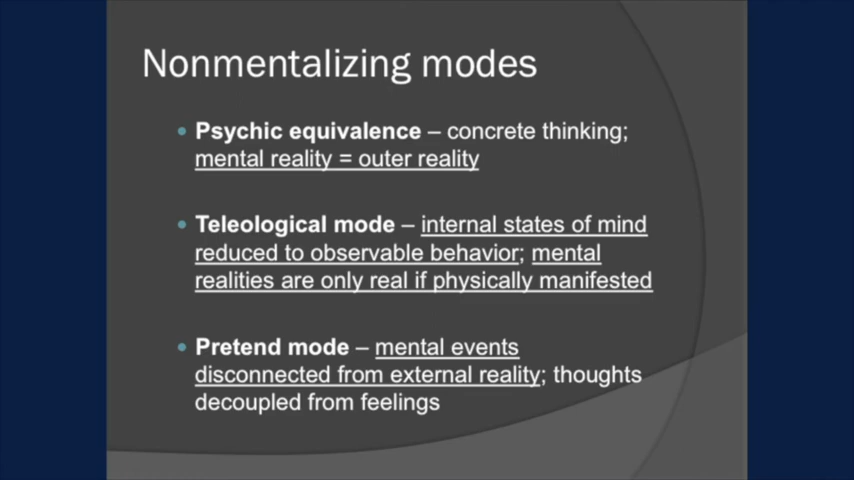 Nonmentalizing modes
• Psychic equivalence – concrete thinking;
mental reality = outer reality
• Teleological mode – internal states of mind
reduced to observable behavior; mental
realities are only real if physically manifested
• Pretend mode – mental events
disconnected from external reality; thoughts
decoupled from feelings